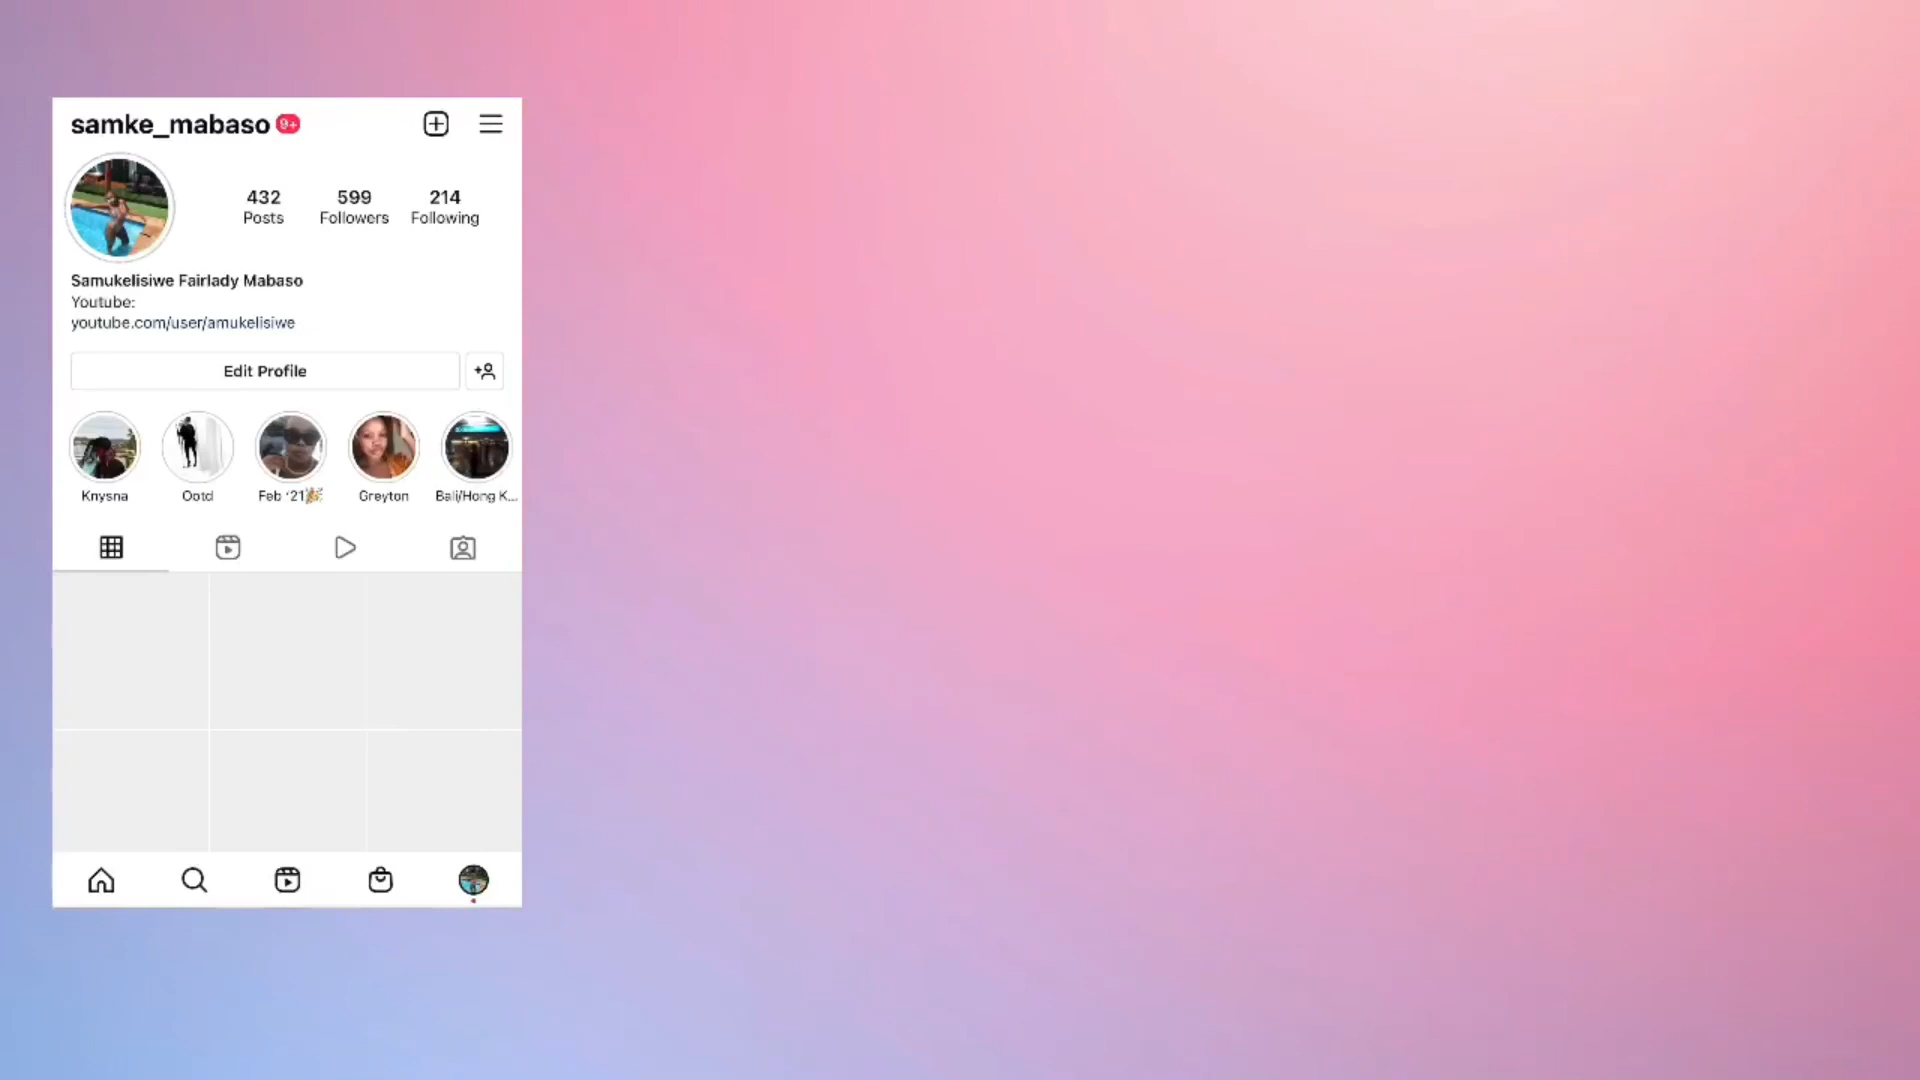 samke_mabaso 9+
432 599 214
Posts Followers Following
Samukelisiwe Fairlady Mabaso
Youtube:
youtube.com/user/amukelisiwe
Edit Profile
Knysna Ootd Feb '21🎉 Greyton Bali/Hong K...